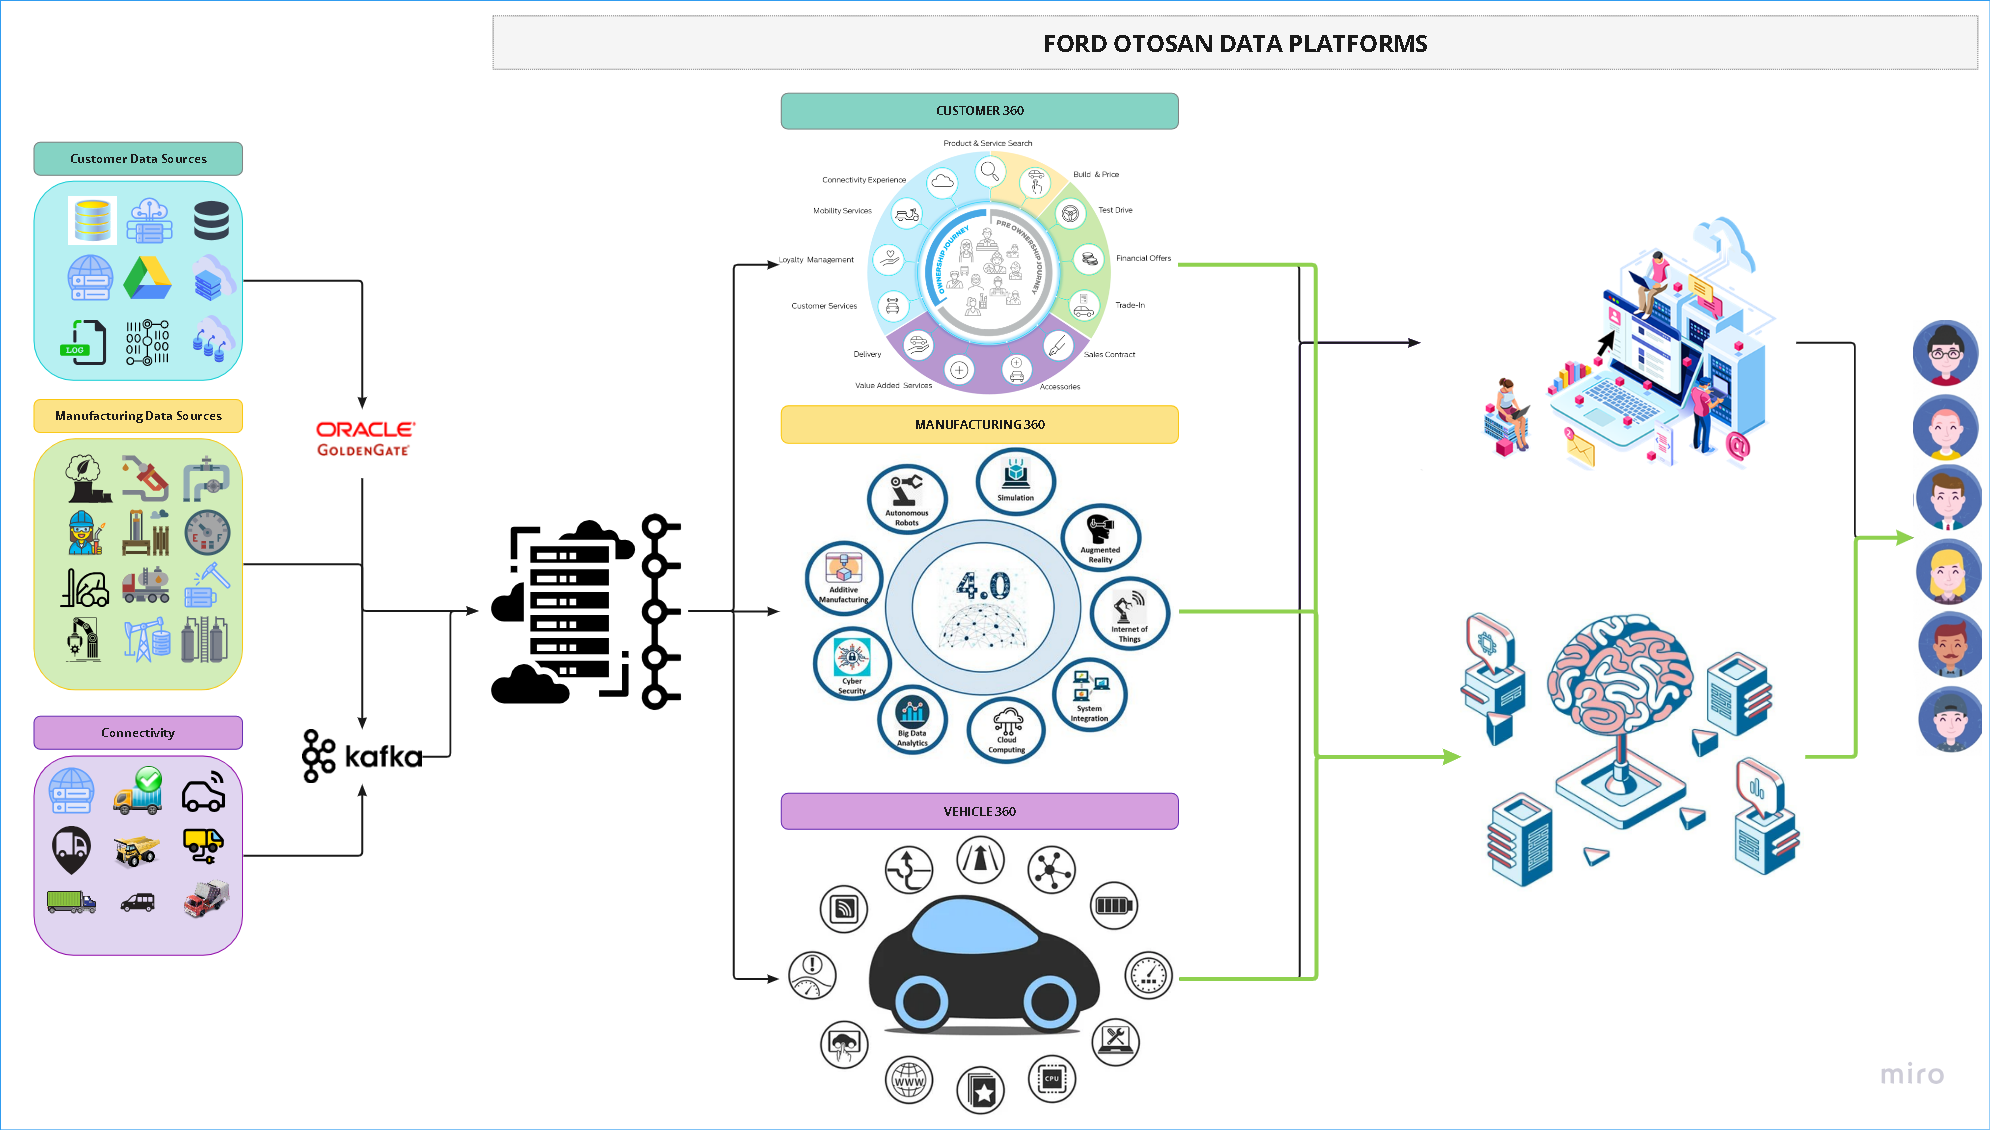 FORD OTOSAN DATA PLATFORMS
Customer Data Sources
LOG
Manufacturing Data Sources
E F
Connectivity
ORACLE
GOLDENGATE
kafka
CUSTOMER 360
Product & Service Search
Build & Price
Test Drive
Financial Offers
Trade-In
Sales Contract
Accessories
Value Added Services
Delivery
Customer Services
Loyalty Management
Mobility Services
Connectivity Experience
OWNERSHIP JOURNEY
PRE OWNERSHIP JOURNEY
MANUFACTURING 360
Simulation
Augmented
Reality
Internet of
Things
System
Integration
Cloud
Computing
Big Data
Analytics
Cyber
Security
Additive
Manufacturing
Autonomous
Robots
4.0
VEHICLE 360
WWW
CPU
@
2
miro